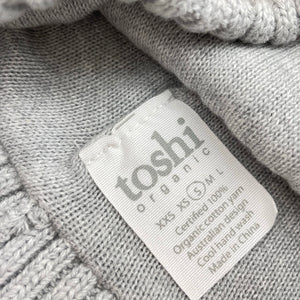 toshi
organic
XXS XS S M L
Certified 100%
Organic cotton yarn
Australian design
Cool hand wash
Made in China